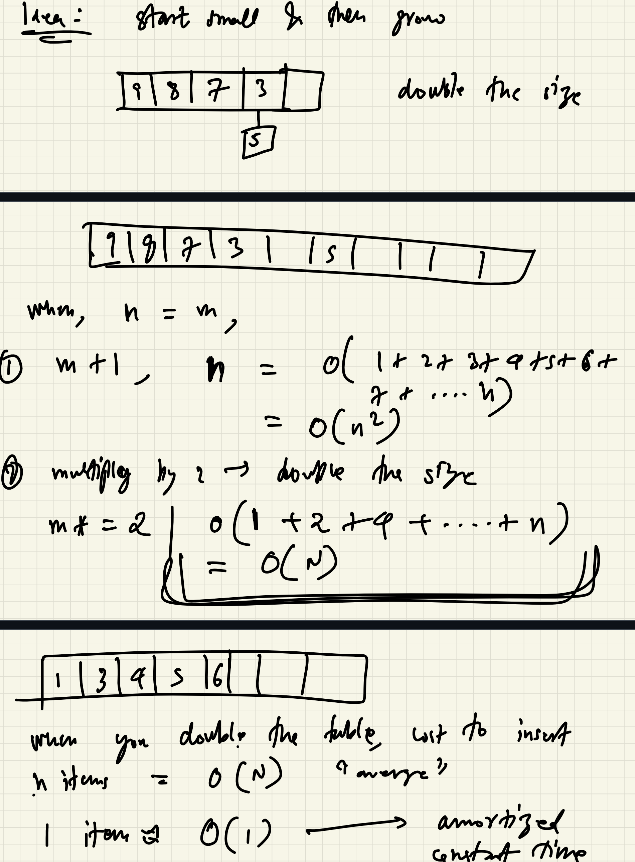 Idea: start small & then grow
9 8 7 3
double the size
5
9 8 7 3 5
when, n = m,
① m+1, n = O( 1+ 2+ 3+ 4 +5+ 6+
7 + .... n)
= O(n²)
② multiply by 2 → double the size
m* = 2 O(1 + 2 + 4 + ..... + n)
= O(N)
1 3 4 5 6
when you double the table, cost to insert
n items = O(N) "average"
1 item = O(1) → amortized
constant time